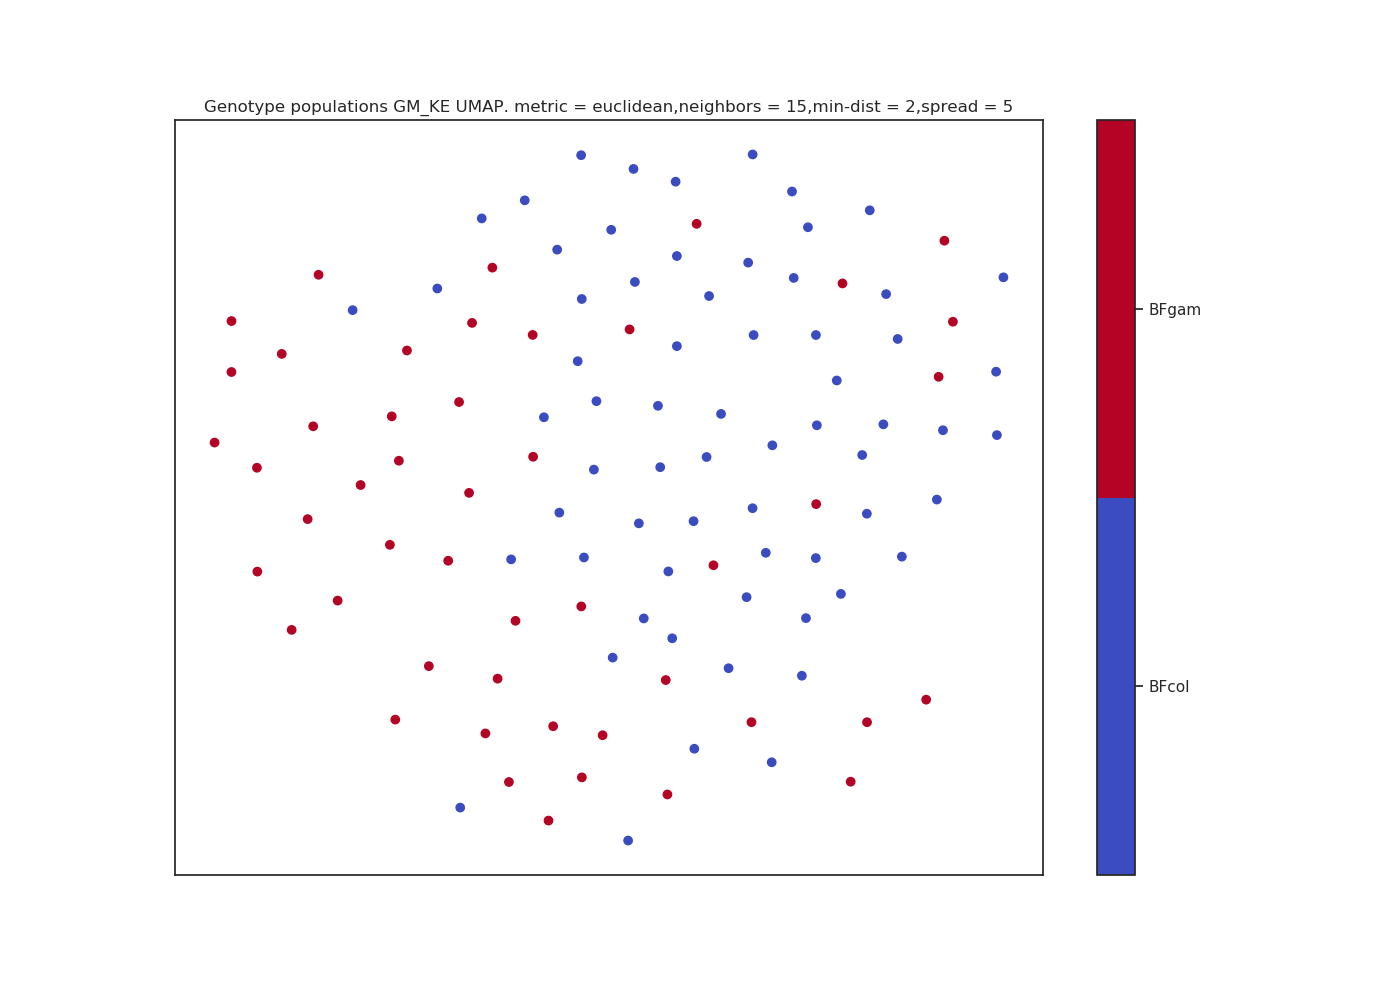 Genotype populations GM_KE UMAP. metric = euclidean,neighbors = 15,min-dist = 2,spread = 5
BFgam
BFcol